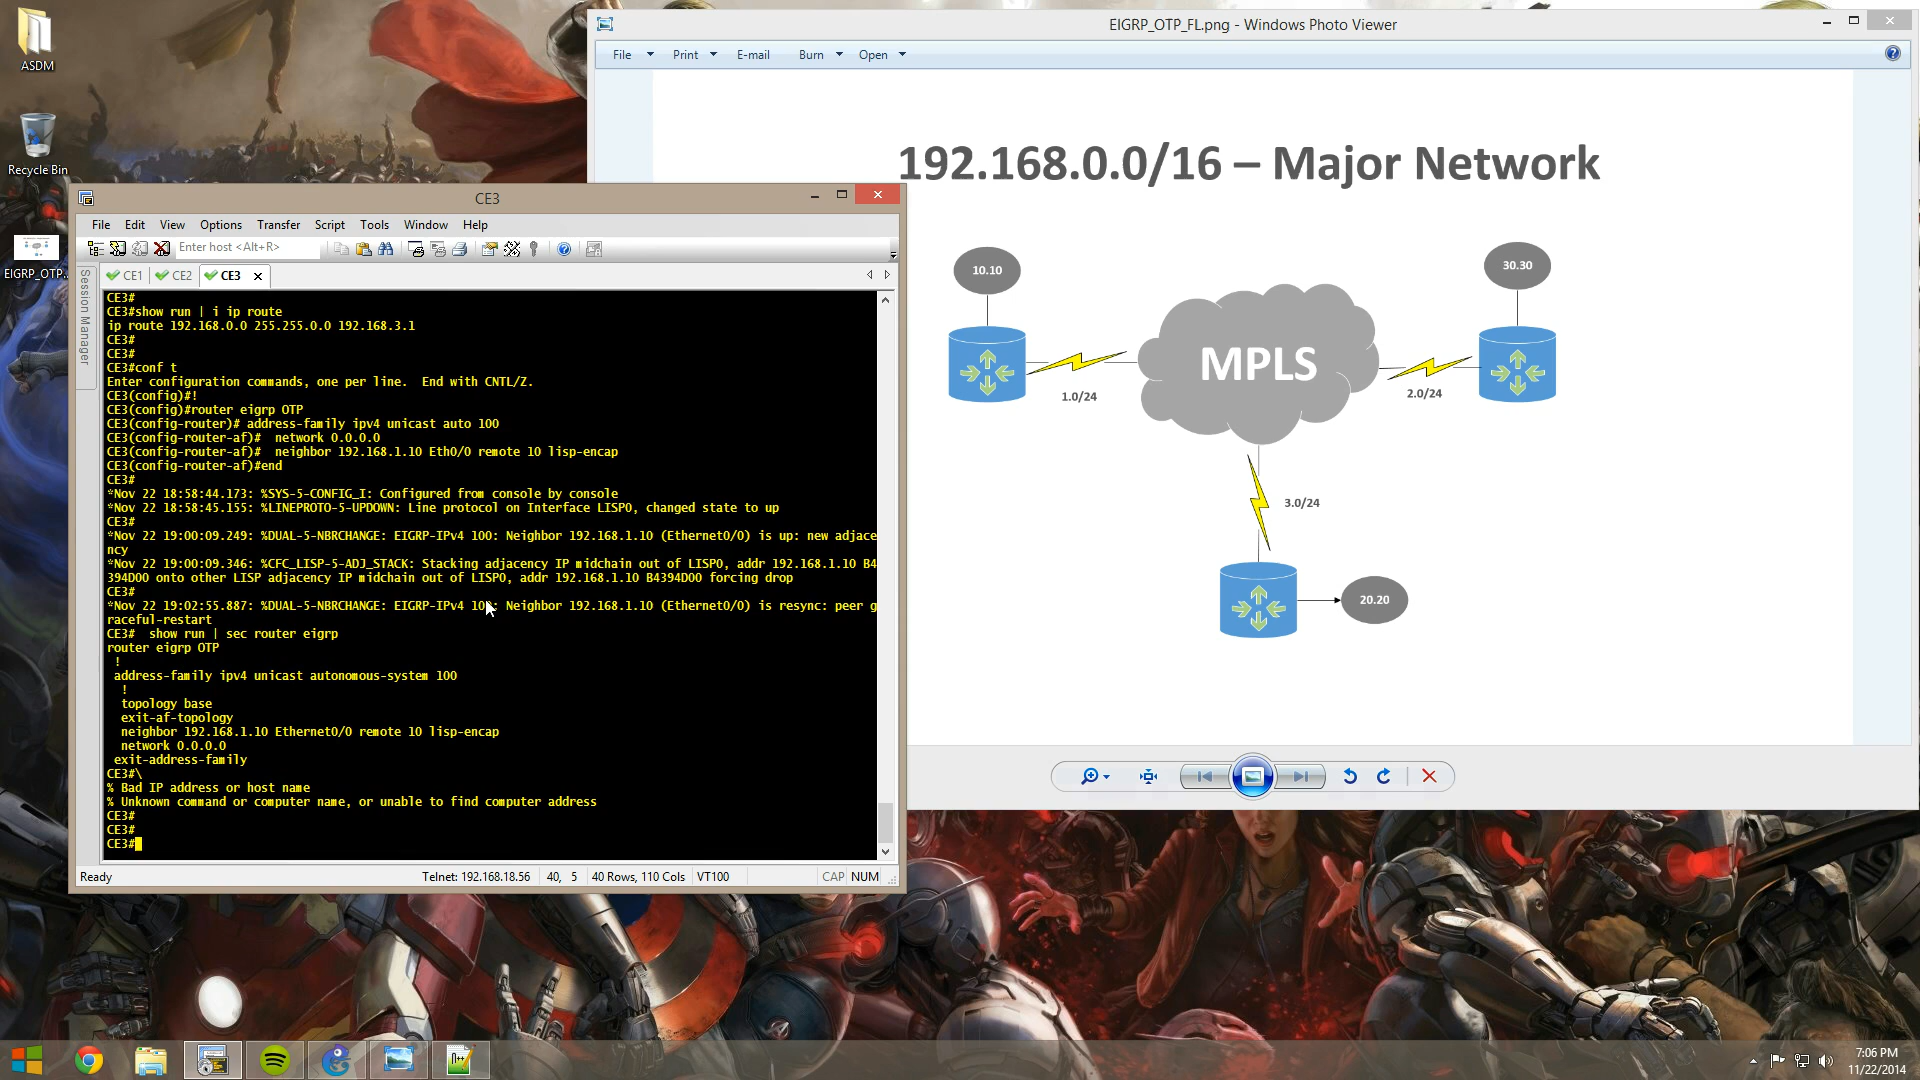 ASDM
Recycle Bin
EIGRP_OTP...
EIGRP_OTP_FL.png - Windows Photo Viewer
File Print E-mail Burn Open
192.168.0.0/16 – Major Network
10.10
30.30
MPLS
1.0/24
2.0/24
3.0/24
20.20
CE3
File Edit View Options Transfer Script Tools Window Help
Enter host <Alt+R>
CE1 CE2 CE3
Session Manager
CE3#
CE3#show run | i ip route
ip route 192.168.0.0 255.255.0.0 192.168.3.1
CE3#
CE3#
CE3#conf t
Enter configuration commands, one per line.  End with CNTL/Z.
CE3(config)#!
CE3(config)#router eigrp OTP
CE3(config-router)# address-family ipv4 unicast auto 100
CE3(config-router-af)#  network 0.0.0.0
CE3(config-router-af)#  neighbor 192.168.1.10 Eth0/0 remote 10 lisp-encap
CE3(config-router-af)#end
CE3#
*Nov 22 18:58:44.173: %SYS-5-CONFIG_I: Configured from console by console
*Nov 22 18:58:45.155: %LINEPROTO-5-UPDOWN: Line protocol on Interface LISP0, changed state to up
CE3#
*Nov 22 19:00:09.249: %DUAL-5-NBRCHANGE: EIGRP-IPv4 100: Neighbor 192.168.1.10 (Ethernet0/0) is up: new adjace
ncy
*Nov 22 19:00:09.346: %CFC_LISP-5-ADJ_STACK: Stacking adjacency IP midchain out of LISP0, addr 192.168.1.10 B4
394D00 onto other LISP adjacency IP midchain out of LISP0, addr 192.168.1.10 B4394D00 forcing drop
CE3#
*Nov 22 19:02:55.887: %DUAL-5-NBRCHANGE: EIGRP-IPv4 100: Neighbor 192.168.1.10 (Ethernet0/0) is resync: peer g
raceful-restart
CE3#  show run | sec router eigrp
router eigrp OTP
!
address-family ipv4 unicast autonomous-system 100
!
topology base
exit-af-topology
neighbor 192.168.1.10 Ethernet0/0 remote 10 lisp-encap
network 0.0.0.0
exit-address-family
CE3#\
% Bad IP address or host name
% Unknown command or computer name, or unable to find computer address
CE3#
CE3#
CE3#
Ready Telnet: 192.168.18.56 40, 5 40 Rows, 110 Cols VT100 CAP NUM
7:06 PM
11/22/2014